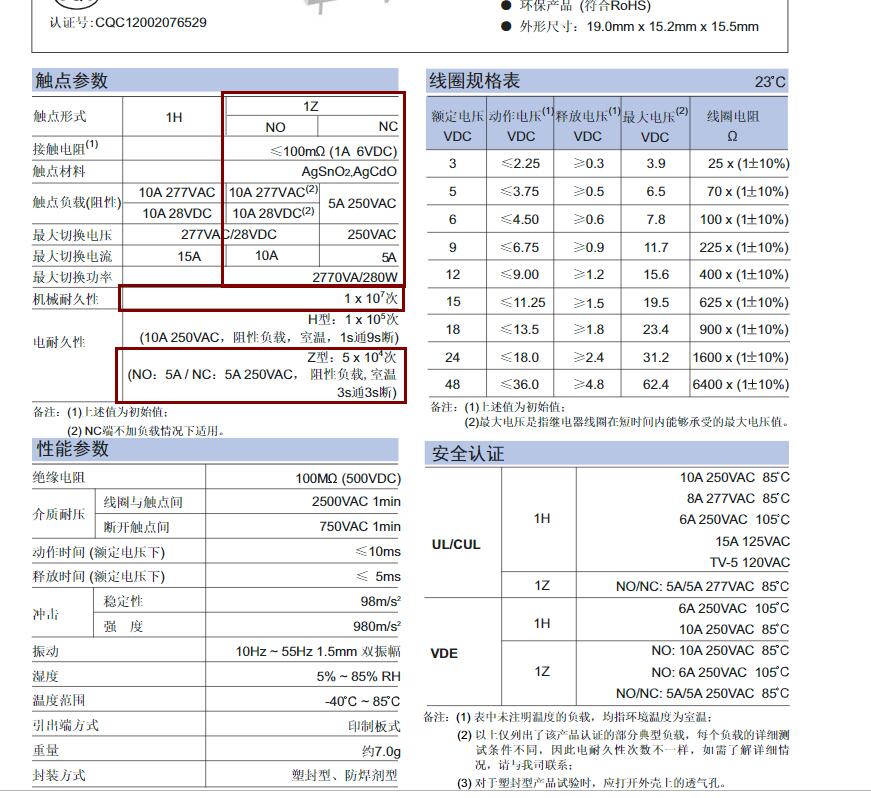 认证号:CQC12002076529
● 环保产品 (符合RoHS)
● 外形尺寸: 19.0mm x 15.2mm x 15.5mm
触点参数
触点形式 1H 1Z
NO NC
接触电阻(1) ≤100mΩ (1A 6VDC)
触点材料 AgSnO2,AgCdO
触点负载(阻性) 10A 277VAC 10A 277VAC(2) 5A 250VAC
10A 28VDC 10A 28VDC(2)
最大切换电压 277VAC/28VDC 250VAC
最大切换电流 15A 10A 5A
最大切换功率 2770VA/280W
机械耐久性 1 x 10⁷次
电耐久性 H型: 1 x 10⁵次
(10A 250VAC, 阻性负载, 室温, 1s通9s断)
Z型: 5 x 10⁴次
(NO: 5A / NC: 5A 250VAC, 阻性负载, 室温
3s通3s断)
备注: (1)上述值为初始值;
(2) NC端不加负载情况下适用。
线圈规格表 23˚C
额定电压 动作电压(1) 释放电压(1) 最大电压(2) 线圈电阻
VDC VDC VDC VDC Ω
3 ≤2.25 ≥0.3 3.9 25 x (1±10%)
5 ≤3.75 ≥0.5 6.5 70 x (1±10%)
6 ≤4.50 ≥0.6 7.8 100 x (1±10%)
9 ≤6.75 ≥0.9 11.7 225 x (1±10%)
12 ≤9.00 ≥1.2 15.6 400 x (1±10%)
15 ≤11.25 ≥1.5 19.5 625 x (1±10%)
18 ≤13.5 ≥1.8 23.4 900 x (1±10%)
24 ≤18.0 ≥2.4 31.2 1600 x (1±10%)
48 ≤36.0 ≥4.8 62.4 6400 x (1±10%)
备注: (1)上述值为初始值;
(2)最大电压是指继电器线圈在短时间内能够承受的最大电压值。
性能参数
绝缘电阻 100MΩ (500VDC)
介质耐压 线圈与触点间 2500VAC 1min
断开触点间 750VAC 1min
动作时间 (额定电压下) ≤10ms
释放时间 (额定电压下) ≤ 5ms
冲击 稳定性 98m/s²
强 度 980m/s²
振动 10Hz ~ 55Hz 1.5mm 双振幅
湿度 5% ~ 85% RH
温度范围 -40˚C ~ 85˚C
引出端方式 印制板式
重量 约7.0g
封装方式 塑封型、防焊剂型
安全认证
UL/CUL 1H 10A 250VAC 85˚C
8A 277VAC 85˚C
6A 250VAC 105˚C
15A 125VAC
TV-5 120VAC
1Z NO/NC: 5A/5A 277VAC 85˚C
VDE 1H 6A 250VAC 105˚C
10A 250VAC 85˚C
1Z NO: 10A 250VAC 85˚C
NO: 6A 250VAC 105˚C
NO/NC: 5A/5A 250VAC 85˚C
备注: (1) 表中未注明温度的负载, 均指环境温度为室温;
(2) 以上仅列出了该产品认证的部分典型负载, 每个负载的详细测
试条件不同, 因此电耐久性次数不一样, 如需了解详细情
况, 请与我司联系;
(3) 对于塑封型产品试验时, 应打开外壳上的透气孔。